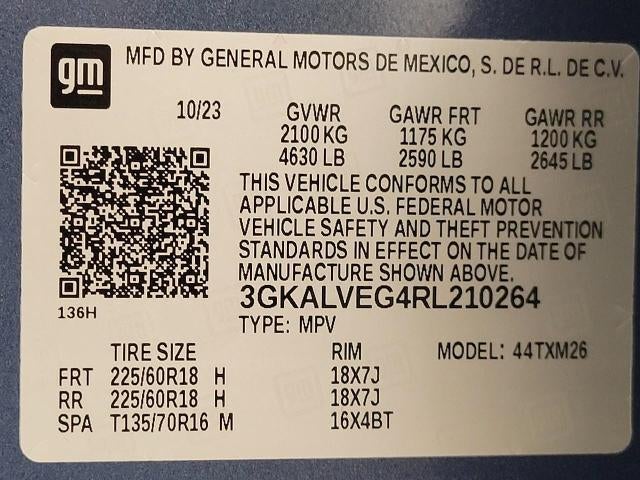 gm
MFD BY GENERAL MOTORS DE MEXICO, S. DE R.L. DE C.V.
10/23 GVWR GAWR FRT GAWR RR
2100 KG 1175 KG 1200 KG
4630 LB 2590 LB 2645 LB
THIS VEHICLE CONFORMS TO ALL
APPLICABLE U.S. FEDERAL MOTOR
VEHICLE SAFETY AND THEFT PREVENTION
STANDARDS IN EFFECT ON THE DATE OF
MANUFACTURE SHOWN ABOVE.
3GKALVEG4RL210264
136H
TYPE: MPV
TIRE SIZE RIM MODEL: 44TXM26
FRT 225/60R18 H 18X7J
RR 225/60R18 H 18X7J
SPA T135/70R16 M 16X4BT